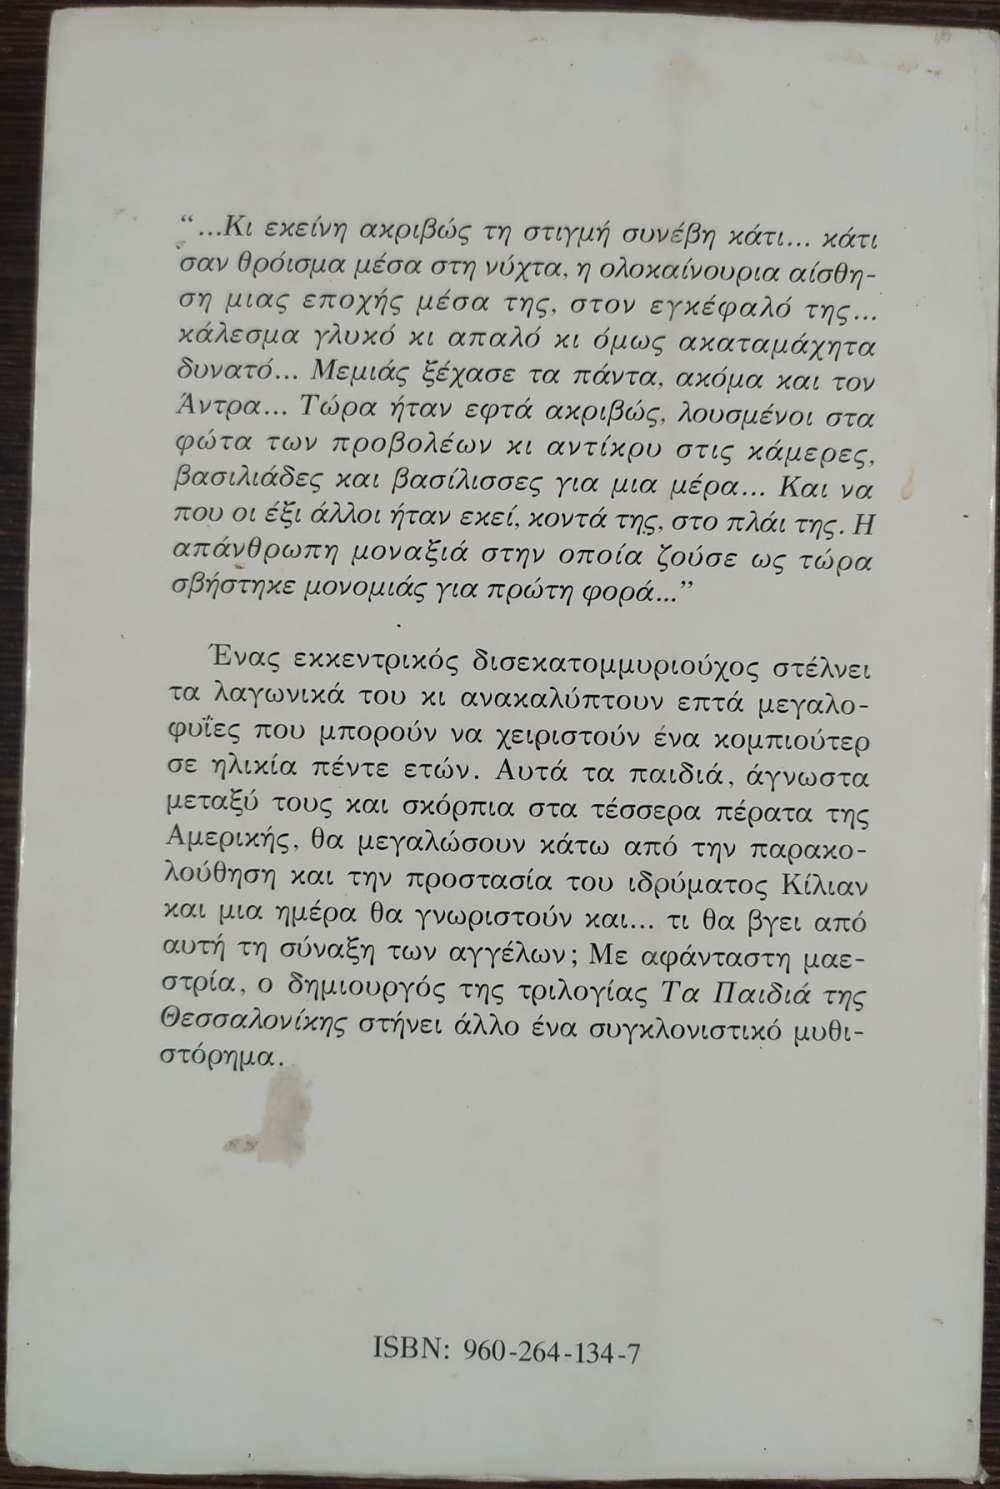 “...Κι εκείνη ακριβώς τη στιγμή συνέβη κάτι... κάτι
σαν θρόισμα μέσα στη νύχτα, η ολοκαίνουρια αίσθη-
ση μιας εποχής μέσα της, στον εγκέφαλό της...
κάλεσμα γλυκό κι απαλό κι όμως ακαταμάχητα
δυνατό... Μεμιάς ξέχασε τα πάντα, ακόμα και τον
Άντρα... Τώρα ήταν εφτά ακριβώς, λουσμένοι στα
φώτα των προβολέων κι αντίκρυ στις κάμερες,
βασιλιάδες και βασίλισσες για μια μέρα... Και να
που οι έξι άλλοι ήταν εκεί, κοντά της, στο πλάι της. Η
απάνθρωπη μοναξιά στην οποία ζούσε ως τώρα
σβήστηκε μονομιάς για πρώτη φορά...”
Ένας εκκεντρικός δισεκατομμυριούχος στέλνει
τα λαγωνικά του κι ανακαλύπτουν επτά μεγαλο-
φυΐες που μπορούν να χειριστούν ένα κομπιούτερ
σε ηλικία πέντε ετών. Αυτά τα παιδιά, άγνωστα
μεταξύ τους και σκόρπια στα τέσσερα πέρατα της
Αμερικής, θα μεγαλώσουν κάτω από την παρακο-
λούθηση και την προστασία του ιδρύματος Κίλιαν
και μια ημέρα θα γνωριστούν και... τι θα βγει από
αυτή τη σύναξη των αγγέλων; Με αφάνταστη μαε-
στρία, ο δημιουργός της τριλογίας Τα Παιδιά της
Θεσσαλονίκης στήνει άλλο ένα συγκλονιστικό μυθι-
στόρημα.
ISBN: 960-264-134-7